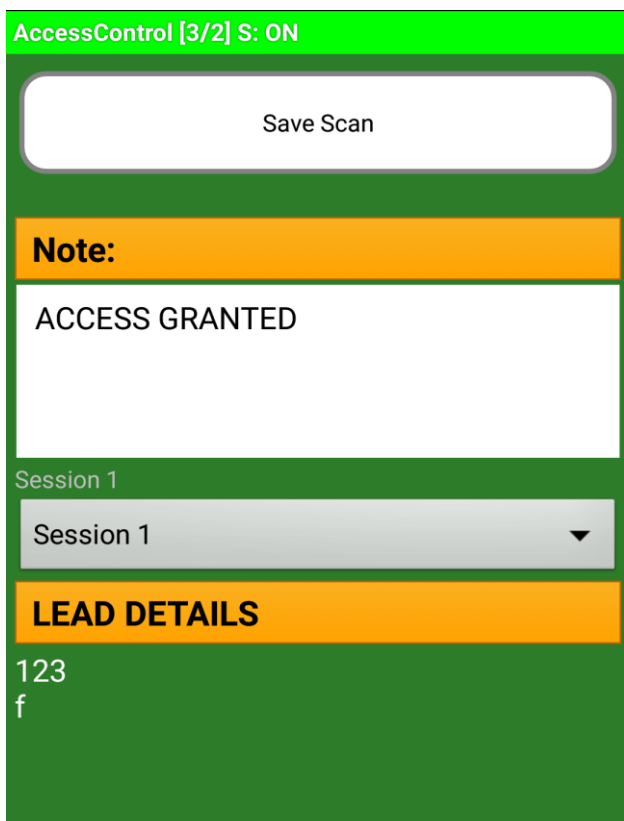 AccessControl [3/2] S: ON
Save Scan
Note:
ACCESS GRANTED
Session 1
Session 1
LEAD DETAILS
123
f